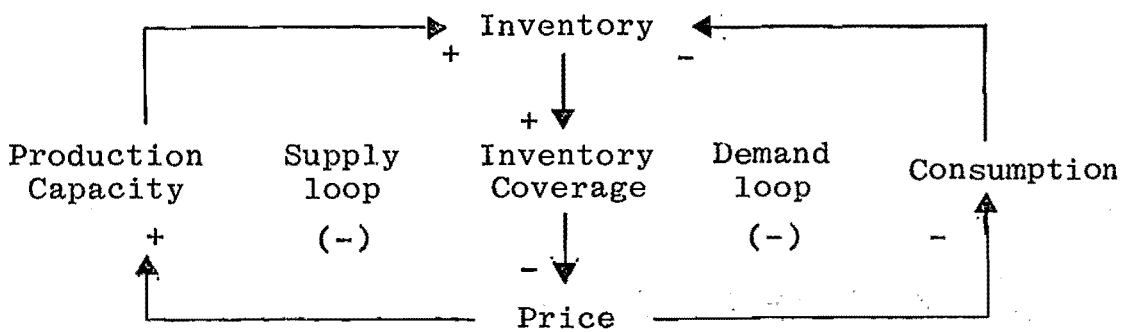 Inventory
+ -
+
Production Supply Inventory Demand
Capacity loop Coverage loop Consumption
+ (-) (-) -
-
Price